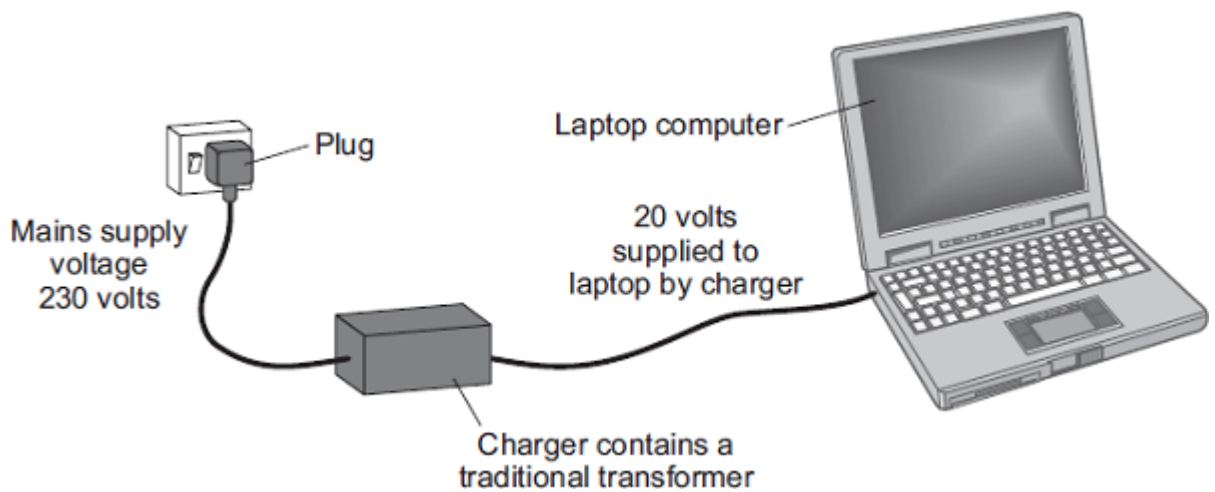 Plug
Laptop computer
Mains supply
voltage
230 volts
20 volts
supplied to
laptop by charger
Charger contains a
traditional transformer